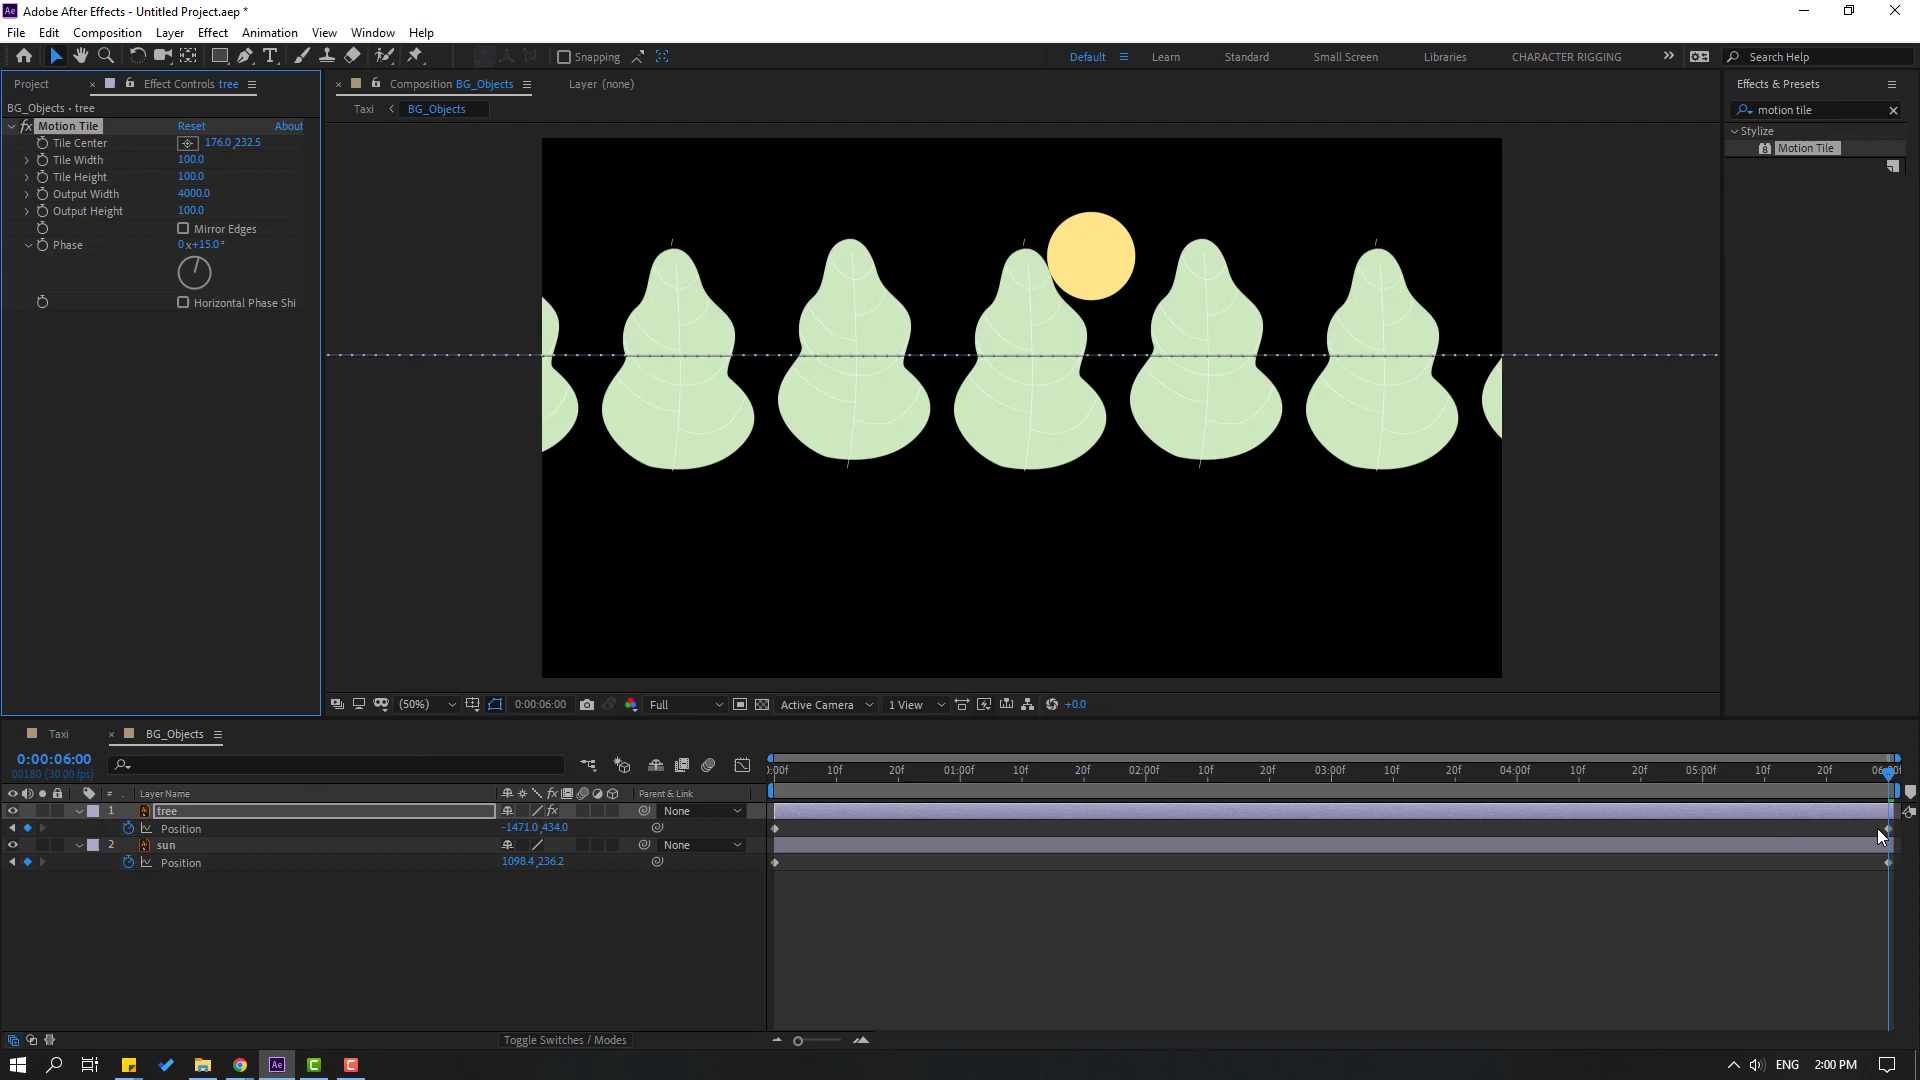 Adobe After Effects - Untitled Project.aep *
File Edit Composition Layer Effect Animation View Window Help
Snapping Default Learn Standard Small Screen Libraries CHARACTER RIGGING Search Help
Project Effect Controls tree Composition BG_Objects Layer (none) Effects & Presets
BG_Objects • tree Taxi BG_Objects motion tile
Motion Tile Reset About Stylize
Tile Center 176.0,232.5 Motion Tile
Tile Width 100.0
Tile Height 100.0
Output Width 4000.0
Output Height 100.0
Mirror Edges
Phase 0x+15.0°
Horizontal Phase Shi
(50%) 0:00:06:00 Full Active Camera 1 View +0.0
Taxi BG_Objects
0:00:06:00
00180 (30.00 fps)
:00f 10f 20f 01:00f 10f 20f 02:00f 10f 20f 03:00f 10f 20f 04:00f 10f 20f 05:00f 10f 20f 06:00f
# . Layer Name Parent & Link
1 tree None
Position -1471.0,434.0
2 sun None
Position 1098.4,236.2
Toggle Switches / Modes
Ae ENG 2:00 PM